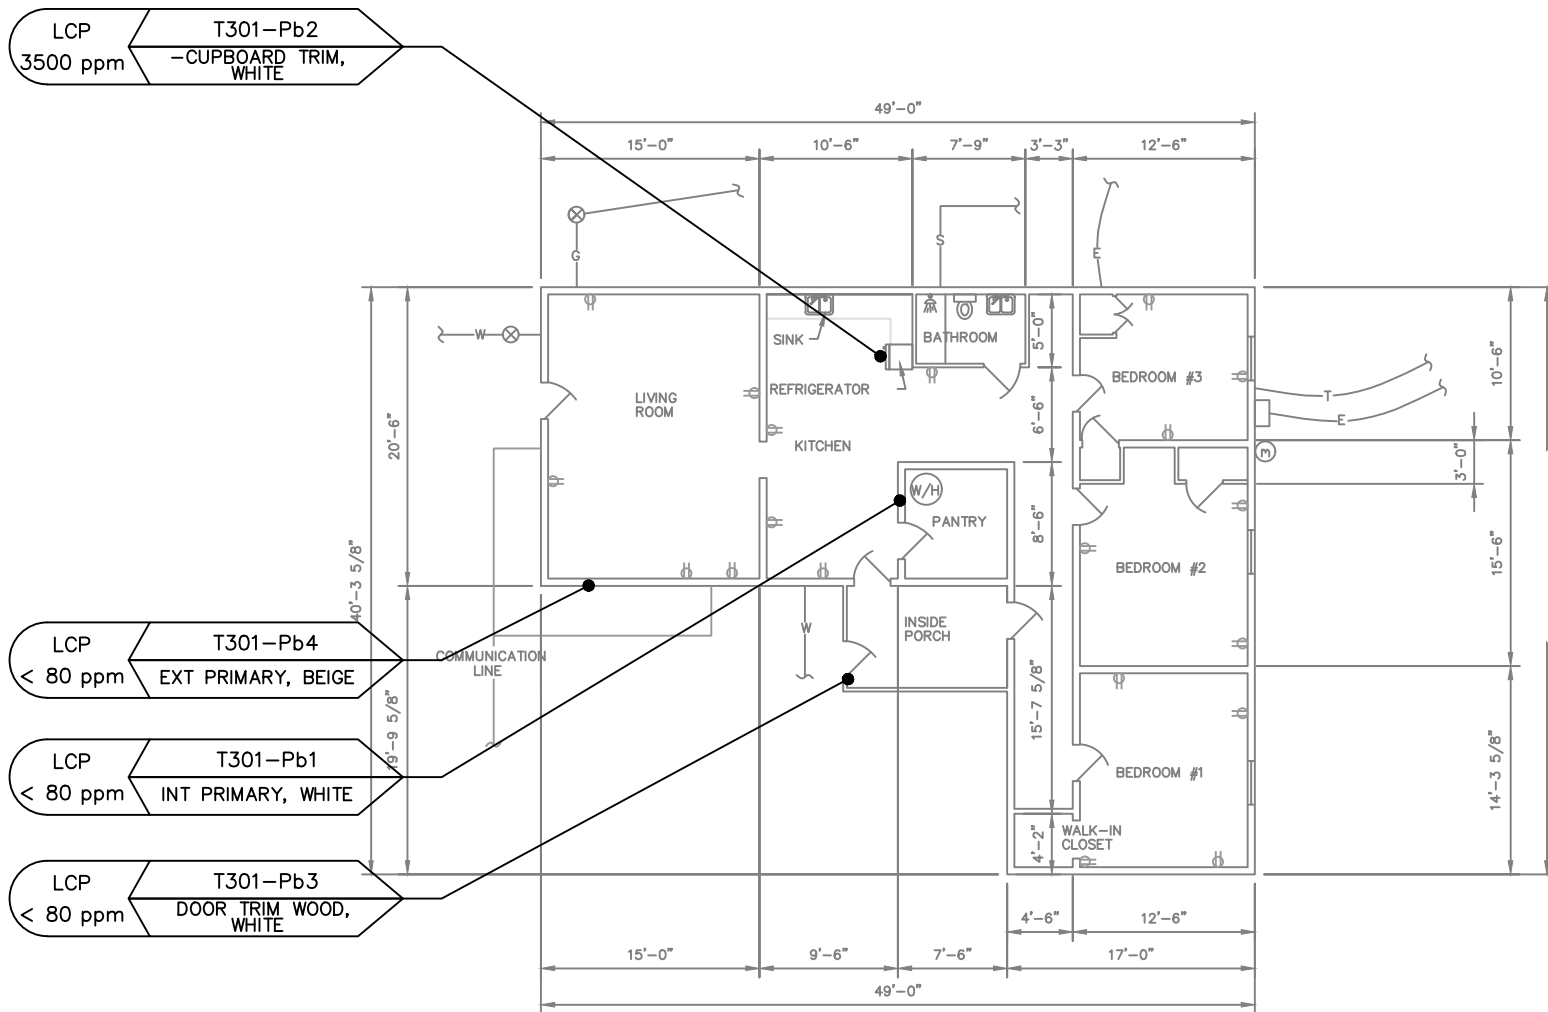 LCP
3500 ppm
T301-Pb2
-CUPBOARD TRIM,
WHITE
49'-0"
15'-0"
10'-6"
7'-9"
3'-3"
12'-6"
G
S
E
W
SINK
BATHROOM
5'-0"
10'-6"
BEDROOM #3
REFRIGERATOR
LIVING
ROOM
T
E
20'-6"
6'-6"
KITCHEN
M
3'-0"
W/H
PANTRY
8'-6"
15'-6"
BEDROOM #2
40'-3 5/8"
LCP
< 80 ppm
T301-Pb4
EXT PRIMARY, BEIGE
COMMUNICATION
LINE
W
INSIDE
PORCH
19'-9 5/8"
15'-7 5/8"
LCP
< 80 ppm
T301-Pb1
INT PRIMARY, WHITE
BEDROOM #1
14'-3 5/8"
WALK-IN
CLOSET
4'-2"
LCP
< 80 ppm
T301-Pb3
DOOR TRIM WOOD,
WHITE
4'-6"
12'-6"
15'-0"
9'-6"
7'-6"
17'-0"
49'-0"